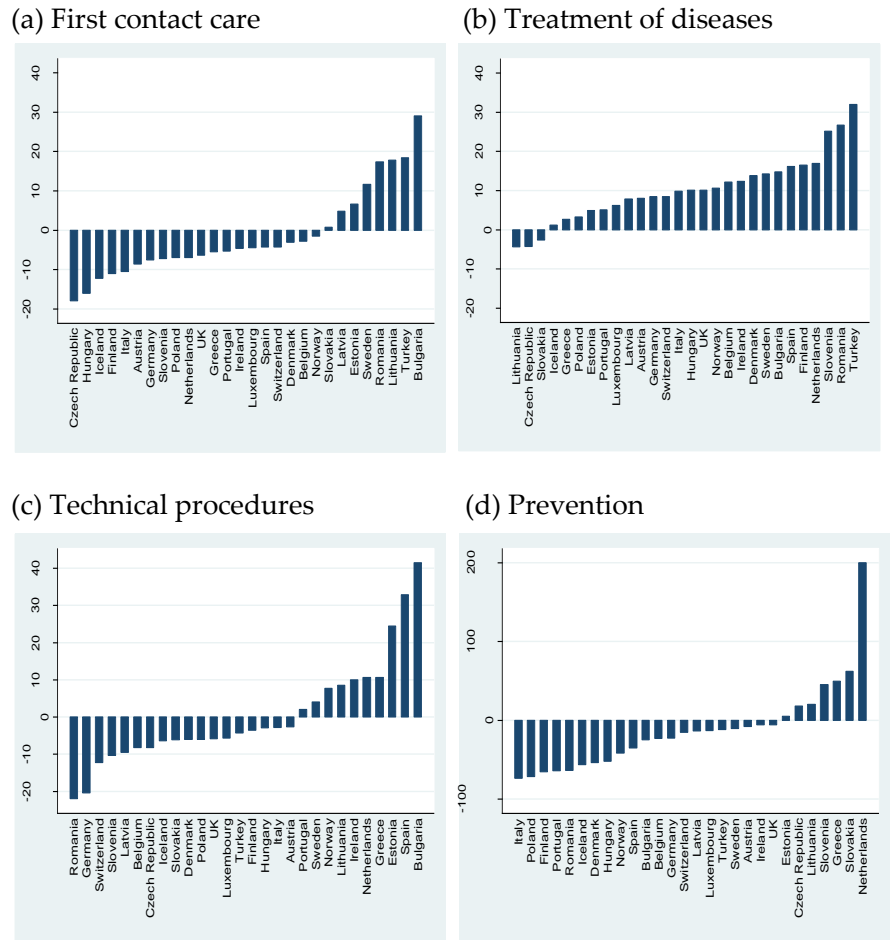 (a) First contact care
(b) Treatment of diseases
40
30
20
10
0
-10
-20
Czech Republic
Hungary
Iceland
Finland
Italy
Austria
Germany
Slovenia
Poland
Netherlands
UK
Greece
Portugal
Ireland
Luxembourg
Spain
Switzerland
Denmark
Belgium
Norway
Slovakia
Latvia
Estonia
Sweden
Romania
Lithuania
Turkey
Bulgaria
40
30
20
10
0
-10
-20
Lithuania
Czech Republic
Slovakia
Iceland
Greece
Poland
Estonia
Portugal
Luxembourg
Latvia
Austria
Germany
Switzerland
Italy
Hungary
UK
Norway
Belgium
Ireland
Denmark
Sweden
Bulgaria
Spain
Finland
Netherlands
Slovenia
Romania
Turkey
(c) Technical procedures
(d) Prevention
40
30
20
10
0
-10
-20
Romania
Germany
Switzerland
Slovenia
Latvia
Belgium
Czech Republic
Iceland
Slovakia
Denmark
Poland
UK
Luxembourg
Turkey
Finland
Hungary
Italy
Austria
Portugal
Sweden
Norway
Lithuania
Ireland
Netherlands
Greece
Estonia
Spain
Bulgaria
200
100
0
-100
Italy
Poland
Finland
Portugal
Romania
Iceland
Denmark
Hungary
Norway
Spain
Bulgaria
Belgium
Germany
Switzerland
Latvia
Luxembourg
Turkey
Sweden
Austria
Ireland
UK
Estonia
Czech Republic
Lithuania
Slovenia
Greece
Slovakia
Netherlands